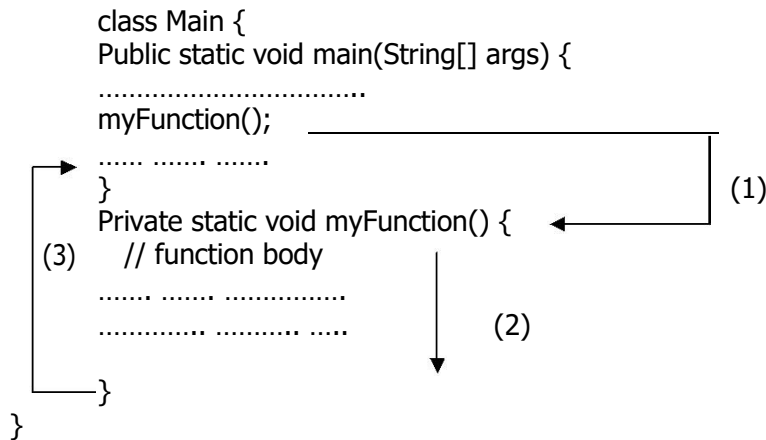 class Main {
Public static void main(String[] args) {
……………………………..
myFunction();
…… ……. …….
}
(1)
Private static void myFunction() {
(3) // function body
……. ……. …………….
………….. ……….. …..
(2)
}
}